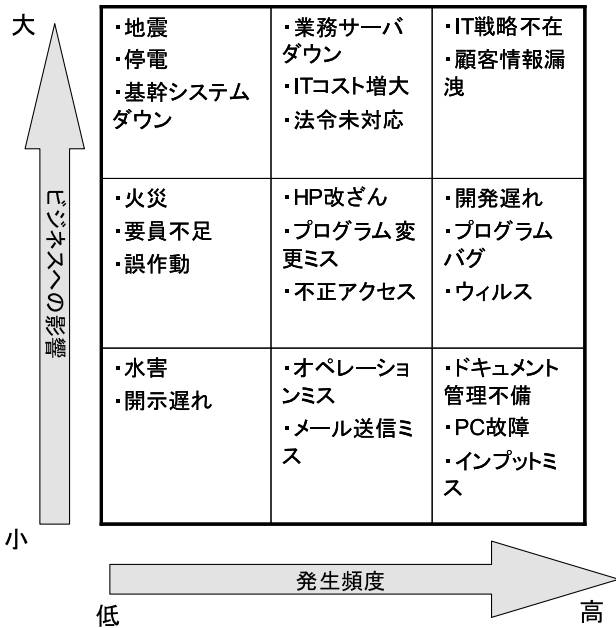 大
・地震
・停電
・基幹システム
ダウン
・業務サーバ
ダウン
・ITコスト増大
・法令未対応
・IT戦略不在
・顧客情報漏
洩
・火災
・要員不足
・誤作動
・HP改ざん
・プログラム変
更ミス
・不正アクセス
・開発遅れ
・プログラム
バグ
・ウィルス
・水害
・開示遅れ
・オペレーショ
ンミス
・メール送信ミ
ス
・ドキュメント
管理不備
・PC故障
・インプットミ
ス
ビジネスへの影響
小
発生頻度
低
高